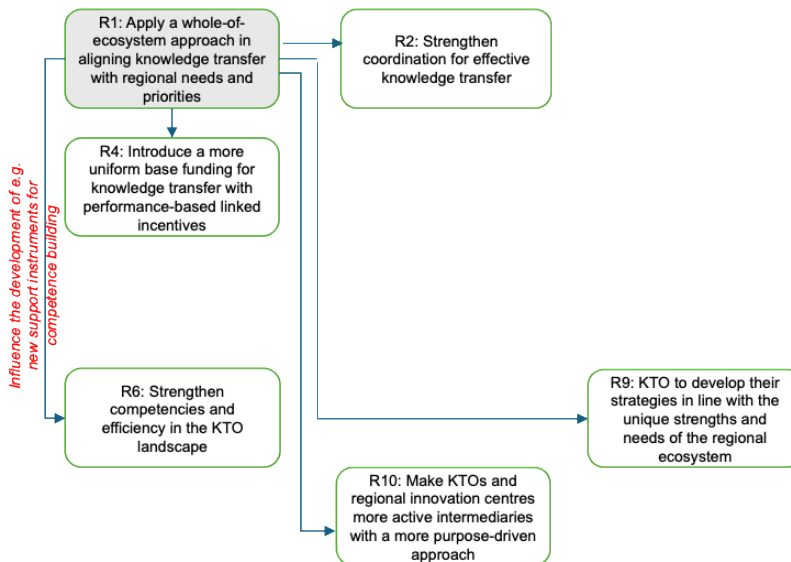 R1: Apply a whole-of-
ecosystem approach in
aligning knowledge transfer
with regional needs and
priorities
R2: Strengthen
coordination for effective
knowledge transfer
R4: Introduce a more
uniform base funding for
knowledge transfer with
performance-based linked
incentives
Influence the development of e.g.
new support instruments for
competence building
R6: Strengthen
competencies and
efficiency in the KTO
landscape
R9: KTO to develop their
strategies in line with the
unique strengths and
needs of the regional
ecosystem
R10: Make KTOs and
regional innovation centres
more active intermediaries
with a more purpose-driven
approach